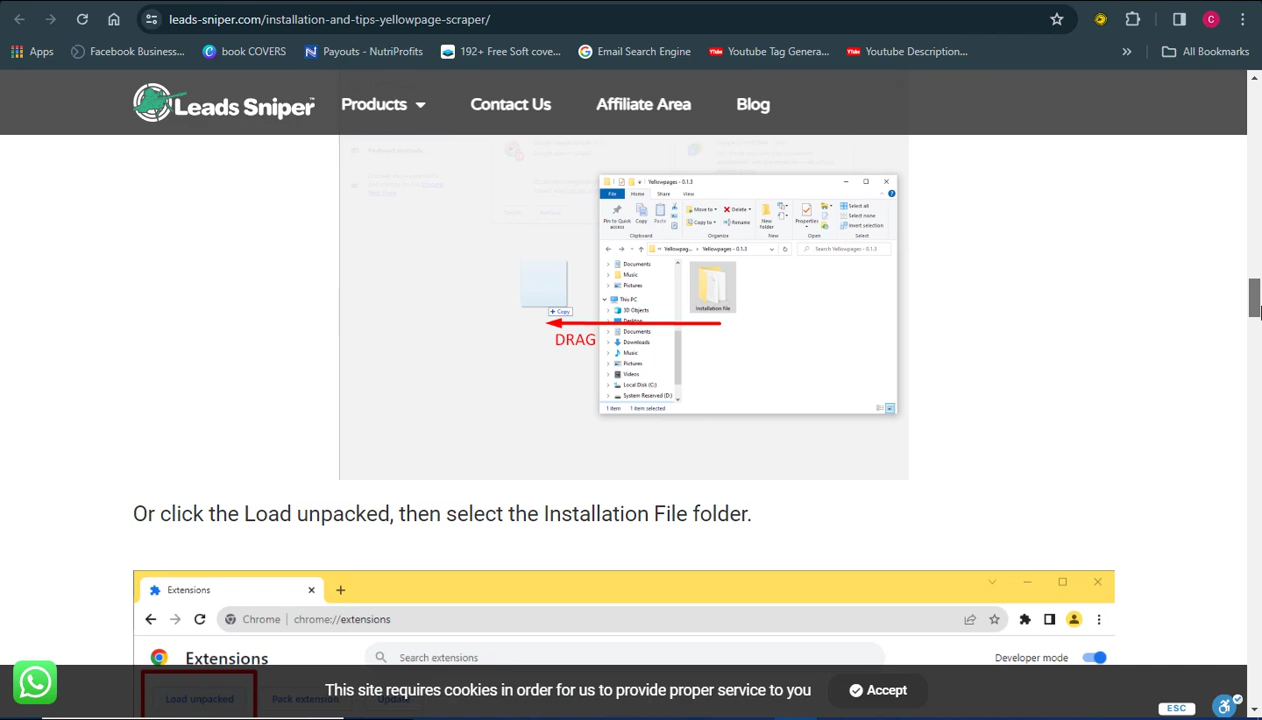 leads-sniper.com/installation-and-tips-yellowpage-scraper/
C
Apps
Facebook Business...
book COVERS
Payouts - NutriProfits
192+ Free Soft cove...
Email Search Engine
Youtube Tag Genera...
Youtube Description...
»
All Bookmarks
Leads Sniper™
Products
Contact Us
Affiliate Area
Blog
Yellowpages - 0.1.3
File
Home
Share
View
Pin to Quick access
Copy
Paste
Move to
Copy to
Delete
Rename
New folder
Properties
Open
Select all
Select none
Invert selection
Clipboard
Organize
New
Open
Select
Yellowpag...
Yellowpages - 0.1.3
Search Yellowpages - 0.1.3
Documents
Music
Pictures
This PC
3D Objects
Desktop
Documents
Downloads
Music
Pictures
Videos
Local Disk (C:)
System Reserved (D:)
Installation File
+ Copy
DRAG
1 item
1 item selected
Or click the Load unpacked, then select the Installation File folder.
Extensions
Chrome
chrome://extensions
Extensions
Search extensions
Developer mode
Load unpacked
Pack extension
Update
This site requires cookies in order for us to provide proper service to you
Accept
ESC